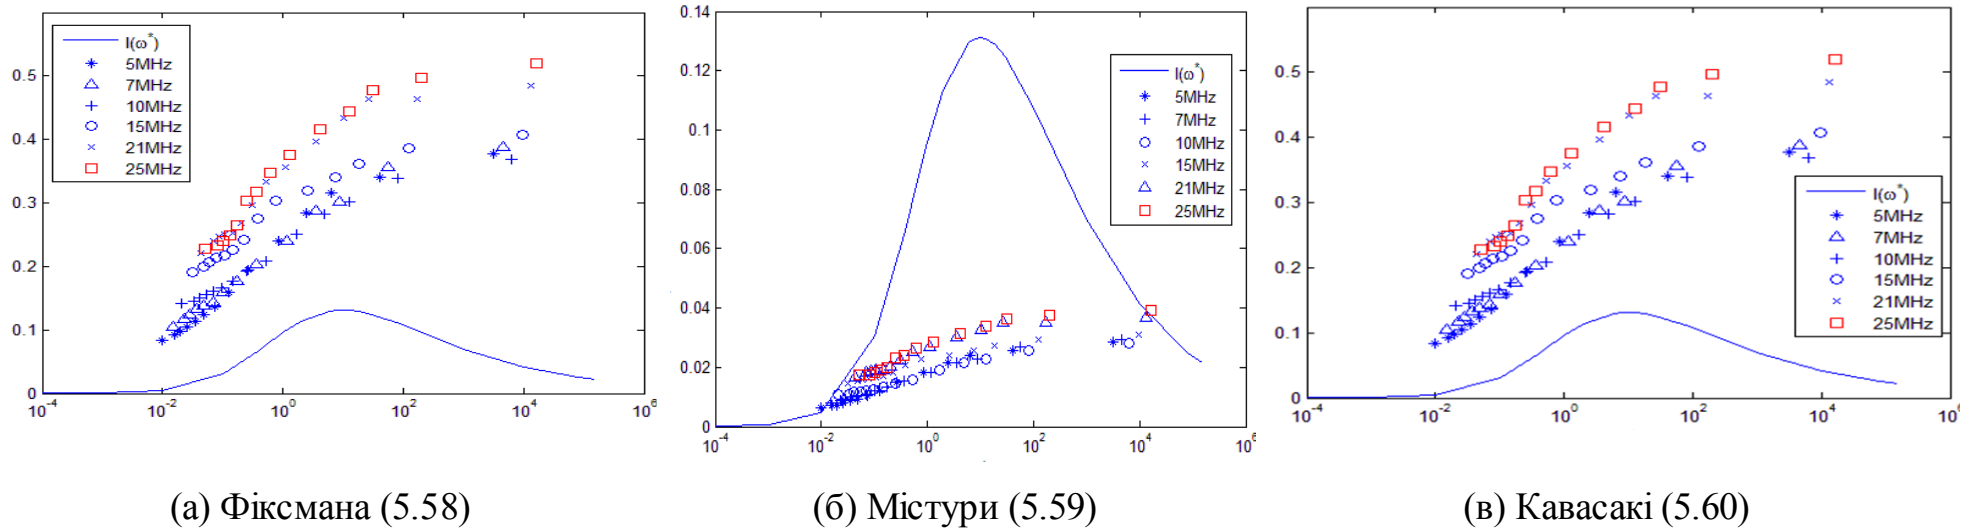 0.5
0.4
0.3
0.2
0.1
0
10^-4
10^-2
10^0
10^2
10^4
10^6
I(ω*)
5MHz
7MHz
10MHz
15MHz
21MHz
25MHz
(а) Фіксмана (5.58)
0.14
0.12
0.1
0.08
0.06
0.04
0.02
0
10^-4
10^-2
10^0
10^2
10^4
10^6
I(ω*)
5MHz
7MHz
10MHz
15MHz
21MHz
25MHz
(б) Містури (5.59)
0.5
0.4
0.3
0.2
0.1
0
10^-4
10^-2
10^0
10^2
10^4
10^6
I(ω*)
5MHz
7MHz
10MHz
15MHz
21MHz
25MHz
(в) Кавасакі (5.60)